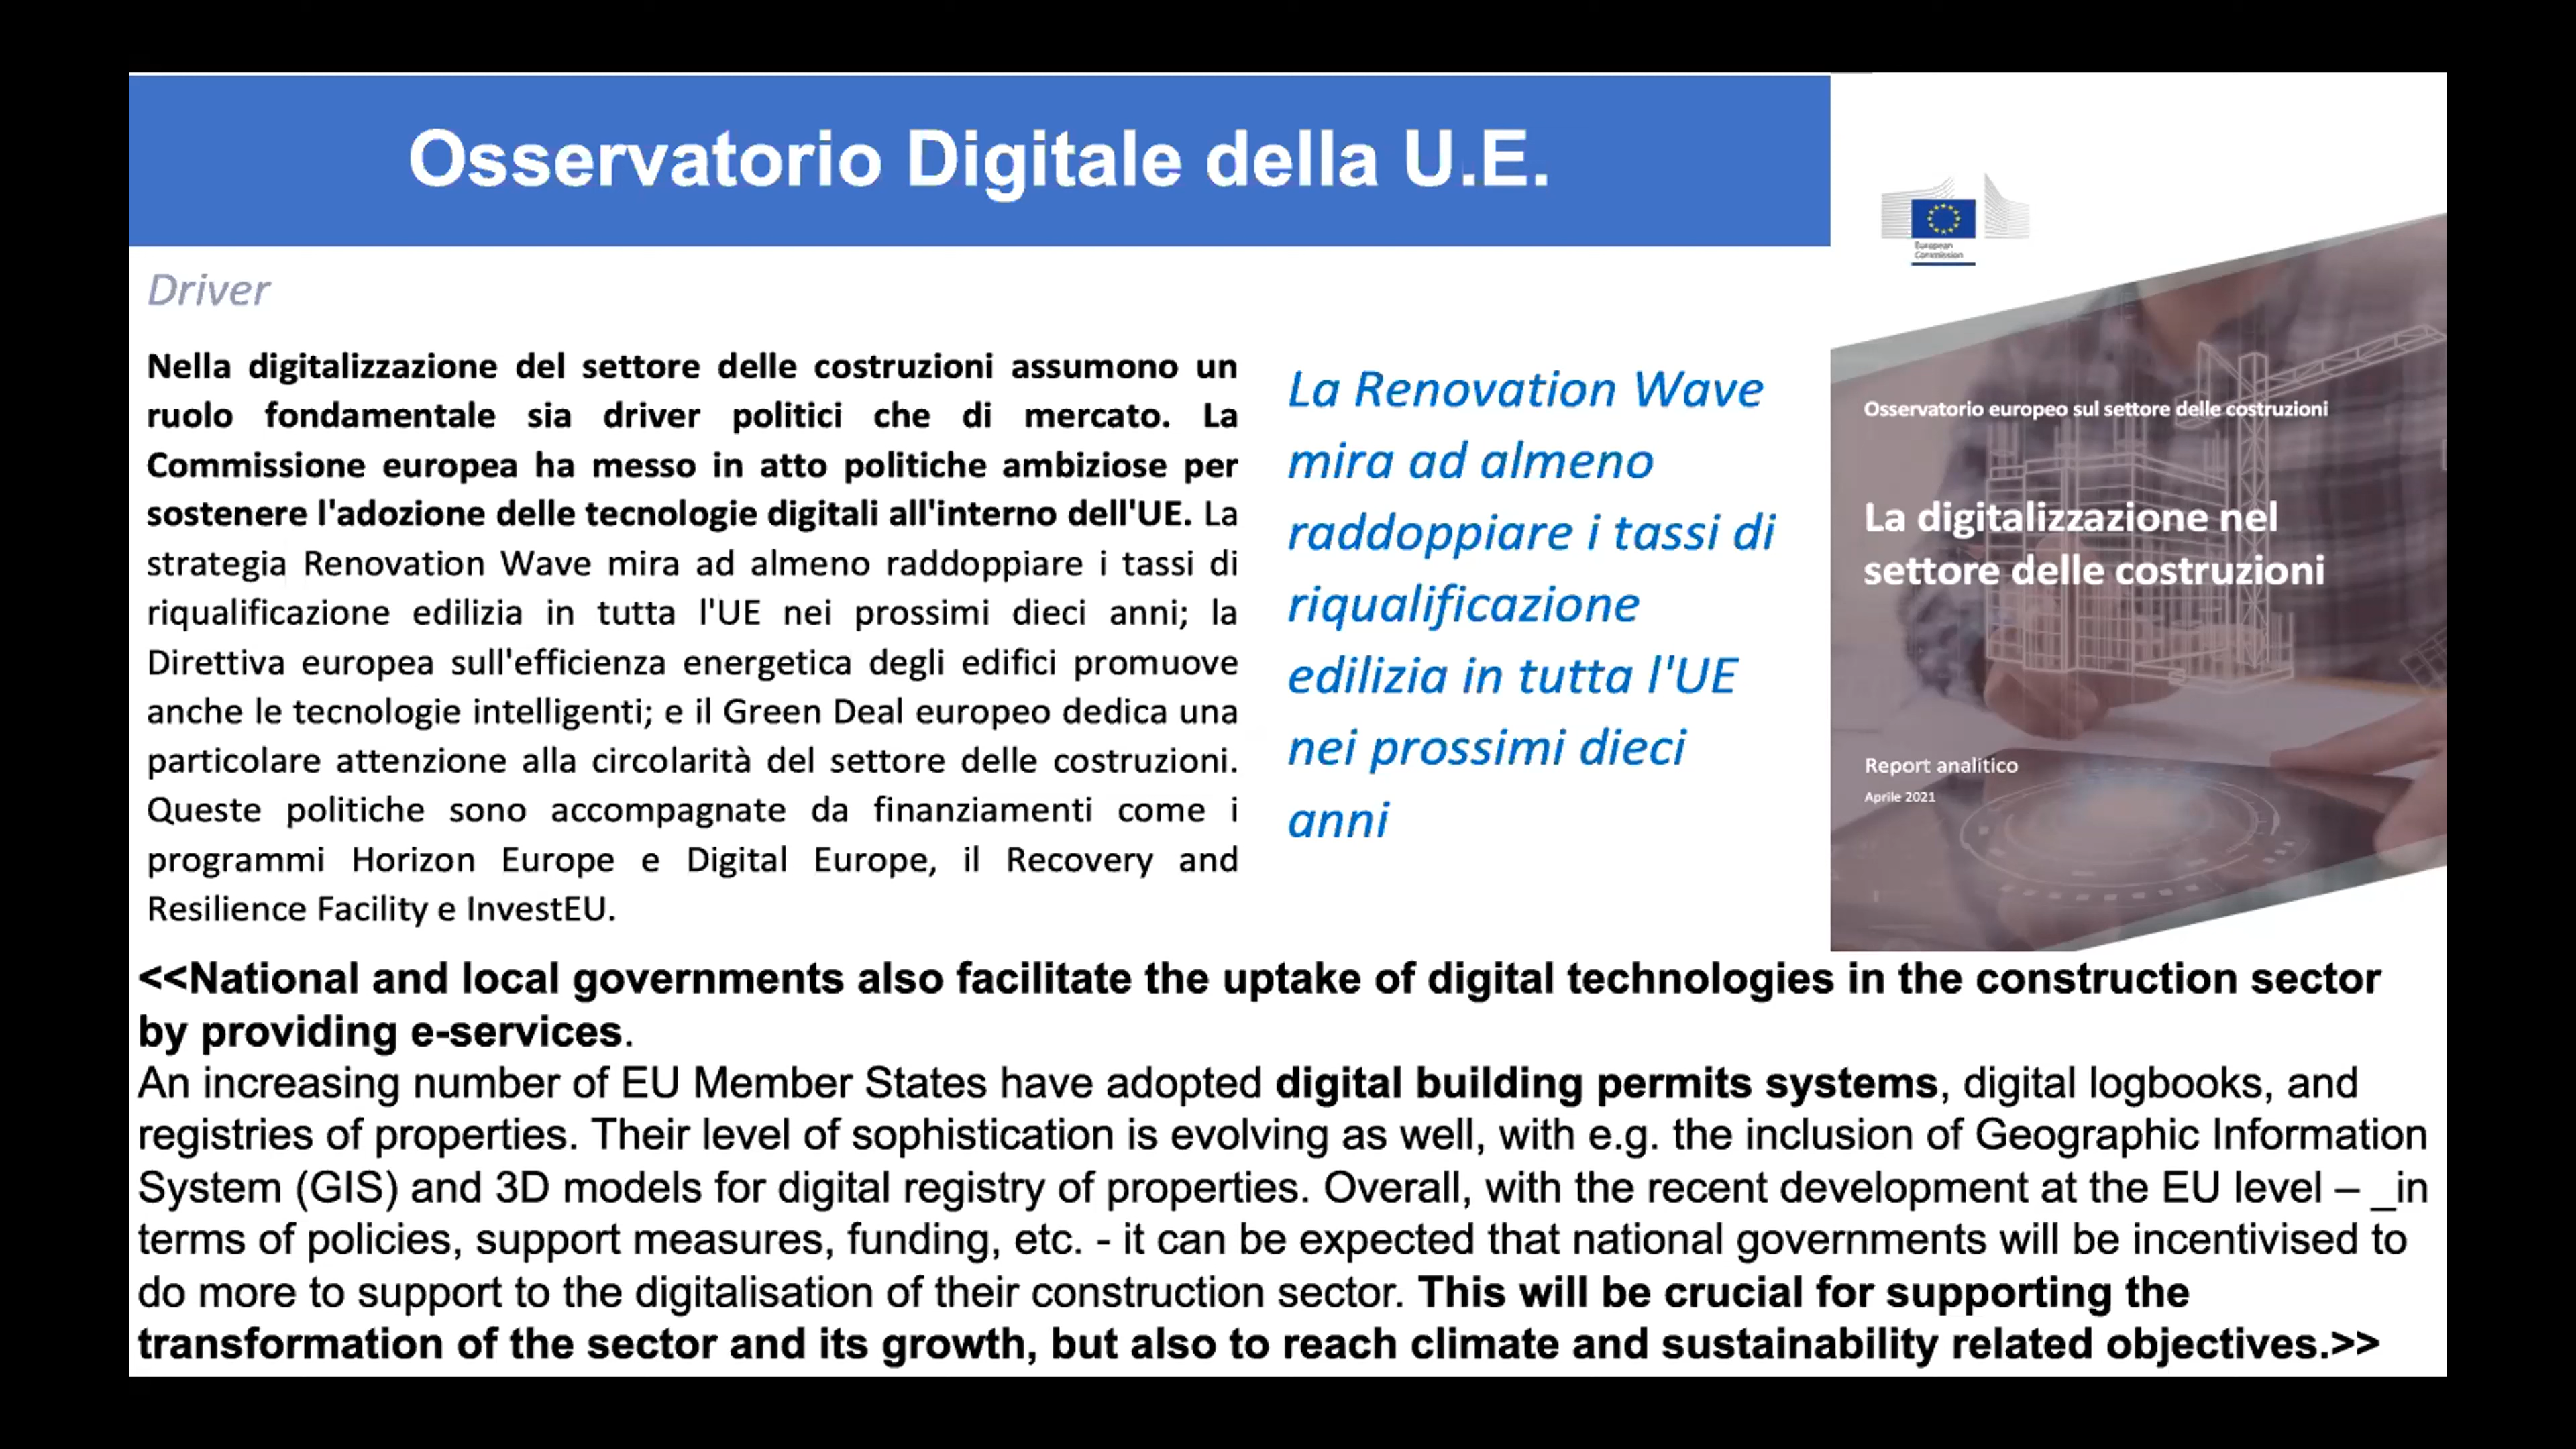 Osservatorio Digitale della U.E.
European
Commission
Driver
Nella digitalizzazione del settore delle costruzioni assumono un
ruolo fondamentale sia driver politici che di mercato. La
Commissione europea ha messo in atto politiche ambiziose per
sostenere l'adozione delle tecnologie digitali all'interno dell'UE. La
strategia Renovation Wave mira ad almeno raddoppiare i tassi di
riqualificazione edilizia in tutta l'UE nei prossimi dieci anni; la
Direttiva europea sull'efficienza energetica degli edifici promuove
anche le tecnologie intelligenti; e il Green Deal europeo dedica una
particolare attenzione alla circolarità del settore delle costruzioni.
Queste politiche sono accompagnate da finanziamenti come i
programmi Horizon Europe e Digital Europe, il Recovery and
Resilience Facility e InvestEU.
La Renovation Wave
mira ad almeno
raddoppiare i tassi di
riqualificazione
edilizia in tutta l'UE
nei prossimi dieci
anni
Osservatorio europeo sul settore delle costruzioni
La digitalizzazione nel
settore delle costruzioni
Report analitico
Aprile 2021
<<National and local governments also facilitate the uptake of digital technologies in the construction sector
by providing e-services.
An increasing number of EU Member States have adopted digital building permits systems, digital logbooks, and
registries of properties. Their level of sophistication is evolving as well, with e.g. the inclusion of Geographic Information
System (GIS) and 3D models for digital registry of properties. Overall, with the recent development at the EU level – _in
terms of policies, support measures, funding, etc. - it can be expected that national governments will be incentivised to
do more to support to the digitalisation of their construction sector. This will be crucial for supporting the
transformation of the sector and its growth, but also to reach climate and sustainability related objectives.>>